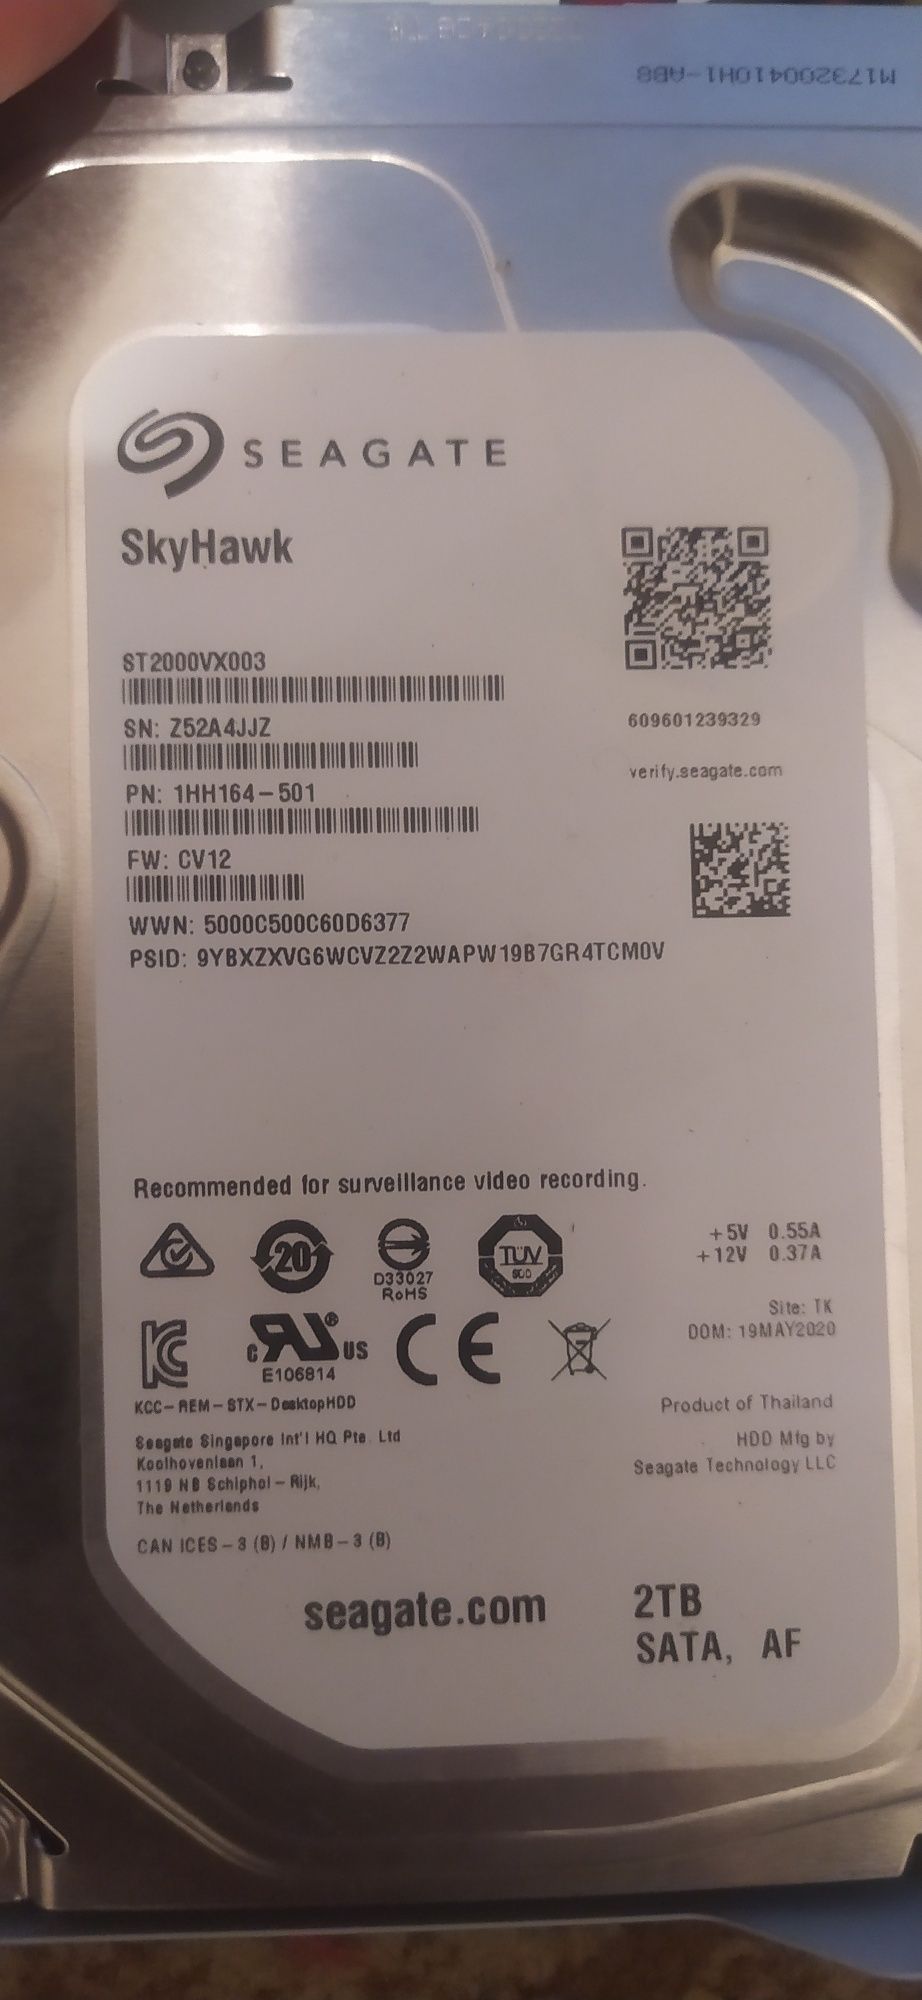 M173200410H1-AB8
SEAGATE
SkyHawk
ST2000VX003
SN: Z52A4JJZ
609601239329
verify.seagate.com
PN: 1HH164-501
FW: CV12
WWN: 5000C500C60D6377
PSID: 9YBXZXVG6WCVZ2Z2WAPW19B7GR4TCM0V
Recommended for surveillance video recording.
20
D33027
RoHS
TÜV
SÜD
+5V 0.55A
+12V 0.37A
Site: TK
DOM: 19MAY2020
c RU ® US
E106814
CE
KCC-REM-STX-DesktopHDD
Product of Thailand
Seagate Singapore Int'l HQ Pte. Ltd
Koolhovenlaan 1,
1119 NB Schiphol-Rijk,
The Netherlands
HDD Mfg by
Seagate Technology LLC
CAN ICES-3 (B) / NMB-3 (B)
seagate.com
2TB
SATA, AF